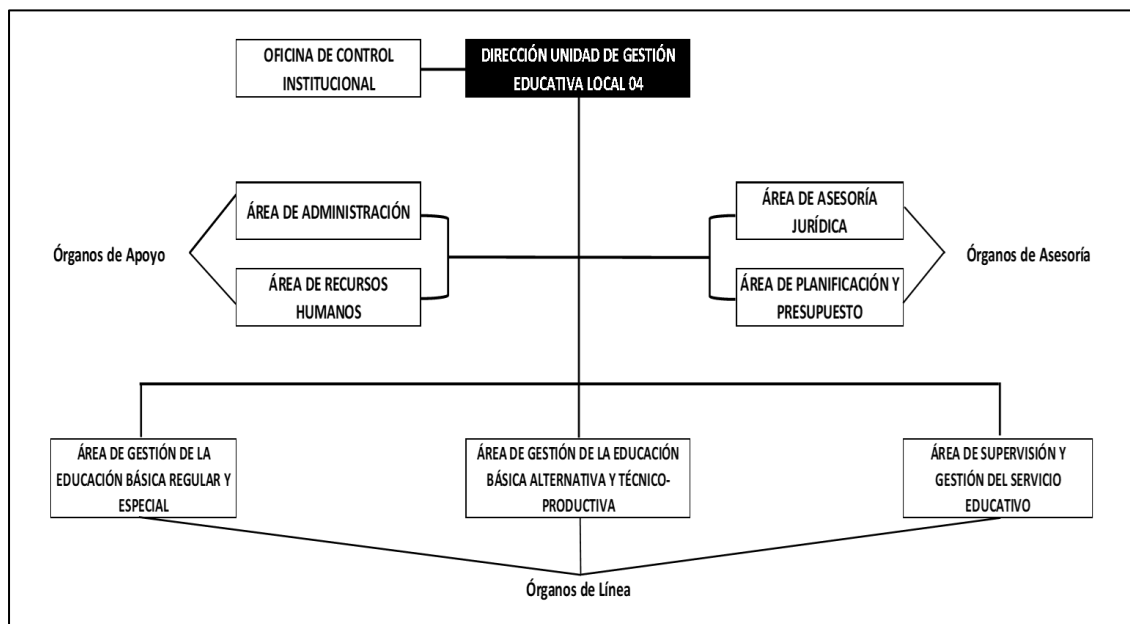 OFICINA DE CONTROL
INSTITUCIONAL
DIRECCIÓN UNIDAD DE GESTIÓN
EDUCATIVA LOCAL 04
Órganos de Apoyo
ÁREA DE ADMINISTRACIÓN
ÁREA DE RECURSOS
HUMANOS
ÁREA DE ASESORÍA
JURÍDICA
ÁREA DE PLANIFICACIÓN Y
PRESUPUESTO
Órganos de Asesoría
ÁREA DE GESTIÓN DE LA
EDUCACIÓN BÁSICA REGULAR Y
ESPECIAL
ÁREA DE GESTIÓN DE LA EDUCACIÓN
BÁSICA ALTERNATIVA Y TÉCNICO-
PRODUCTIVA
ÁREA DE SUPERVISIÓN Y
GESTIÓN DEL SERVICIO
EDUCATIVO
Órganos de Línea